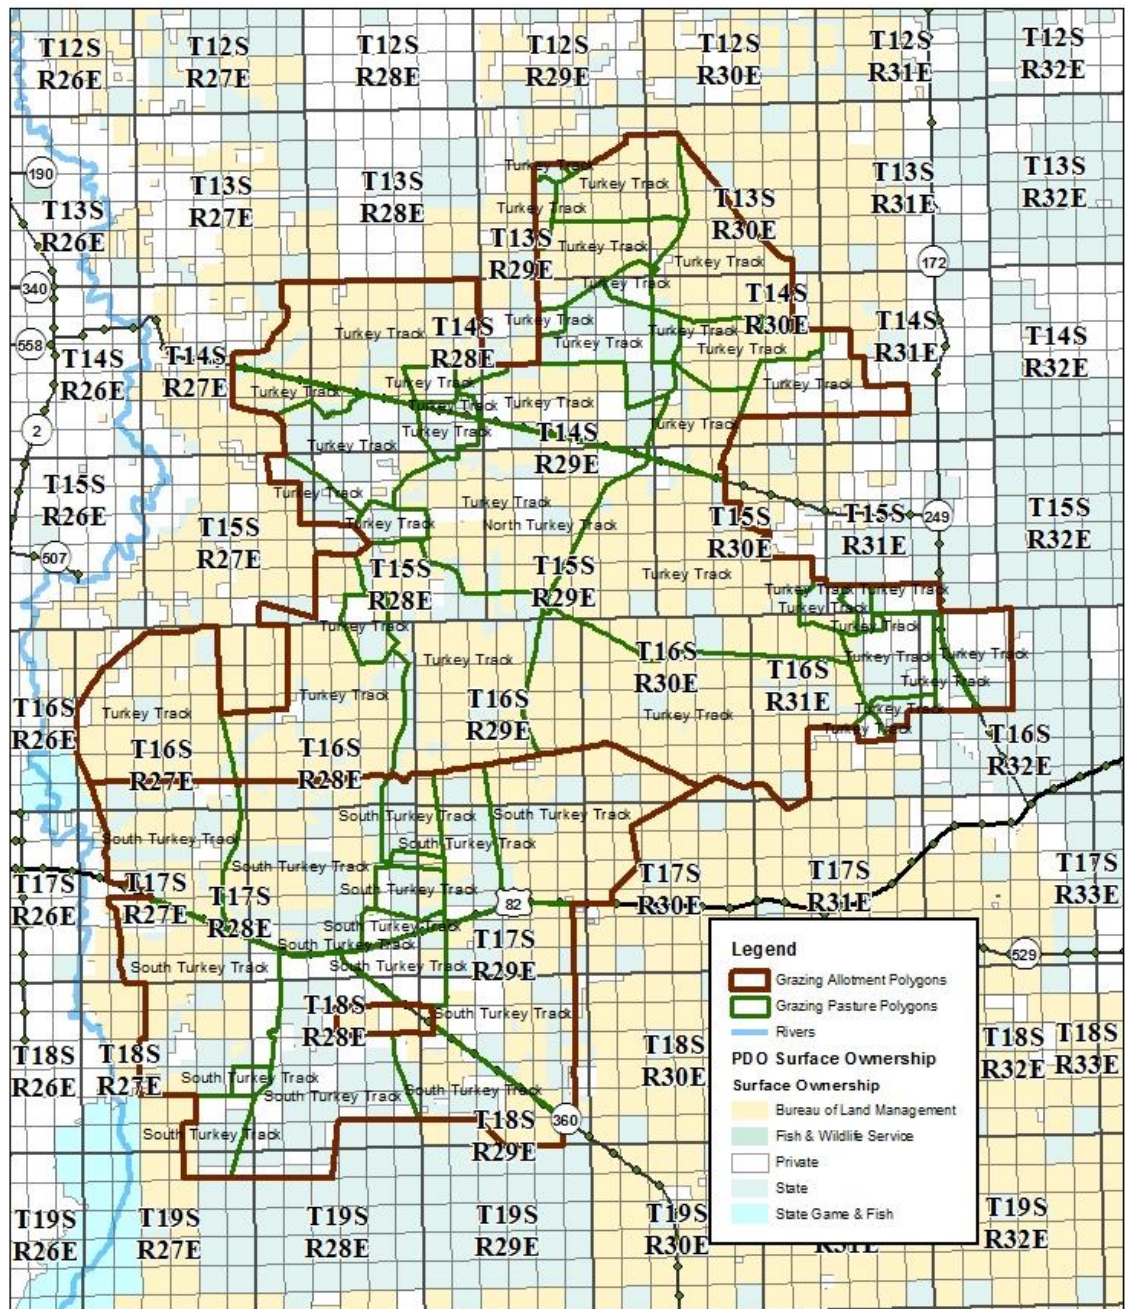 T12S
R26E
T12S
R27E
T12S
R28E
T12S
R29E
T12S
R30E
T12S
R31E
T12S
R32E
190
T13S
R26E
T13S
R27E
T13S
R28E
Turkey Track
Turkey Track
Turkey Track
T13S
R29E
Turkey Track
T13S
R30E
Turkey Track
T13S
R31E
T13S
R32E
172
340
558
T14S
R26E
T14S
R27E
Turkey Track
T14S
R28E
Turkey Track
Turkey Track
Turkey Track
Turkey Track
T14S
R30E
Turkey Track
T14S
R31E
T14S
R32E
Turkey Track
Turkey Track
Turkey Track
Turkey Track
Turkey Track
Turkey Track
2
Turkey Track
Turkey Track
T14S
R29E
Turkey Track
T15S
R26E
Turkey Track
Turkey Track
T15S
R27E
Turkey Track
North Turkey Track
T15S
R30E
T15S
R31E
249
T15S
R32E
507
T15S
R28E
T15S
R29E
Turkey Track
Turkey Track
Turkey Track
Turkey Track
Turkey Track
Turkey Track
Turkey Track
T16S
R30E
T16S
R31E
Turkey Track
Turkey Track
Turkey Track
T16S
R26E
Turkey Track
Turkey Track
T16S
R29E
Turkey Track
Turkey Track
Turkey Track
T16S
R27E
T16S
R28E
T16S
R32E
South Turkey Track
South Turkey Track
South Turkey Track
South Turkey Track
South Turkey Track
T17S
R26E
T17S
R27E
T17S
R28E
South Turkey Track
82
T17S
R30E
T17S
R31E
T17S
R33E
South Turkey Track
South Turkey Track
T17S
R29E
South Turkey Track
South Turkey Track
529
T18S
R28E
South Turkey Track
T18S
R26E
T18S
R27E
T18S
R30E
T18S
R32E
T18S
R33E
South Turkey Track
South Turkey Track
South Turkey Track
South Turkey Track
T18S
R29E
360
T19S
R26E
T19S
R27E
T19S
R28E
T19S
R29E
T19S
R30E
R31E
T19S
R32E
Legend
Grazing Allotment Polygons
Grazing Pasture Polygons
Rivers
PDO Surface Ownership
Surface Ownership
Bureau of Land Management
Fish & Wildlife Service
Private
State
State Game & Fish